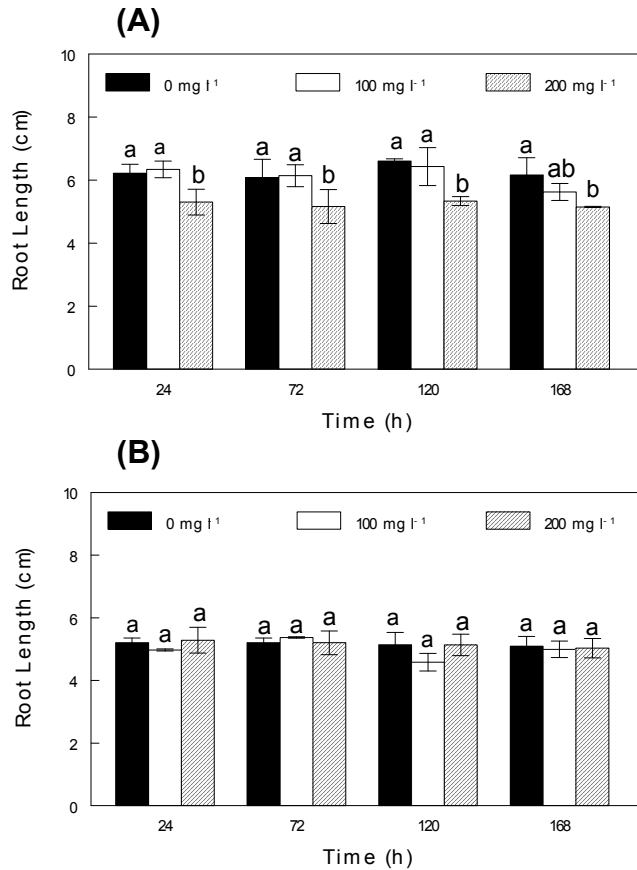 (A)
10
0 mg l⁻¹ 100 mg l⁻¹ 200 mg l⁻¹
8
a a b a a b a a b a ab b
6
4
2
0
Root Length (cm)
24 72 120 168
Time (h)
(B)
10
0 mg l⁻¹ 100 mg l⁻¹ 200 mg l⁻¹
8
a a a a a a a a a a a a
6
4
2
0
Root Length (cm)
24 72 120 168
Time (h)